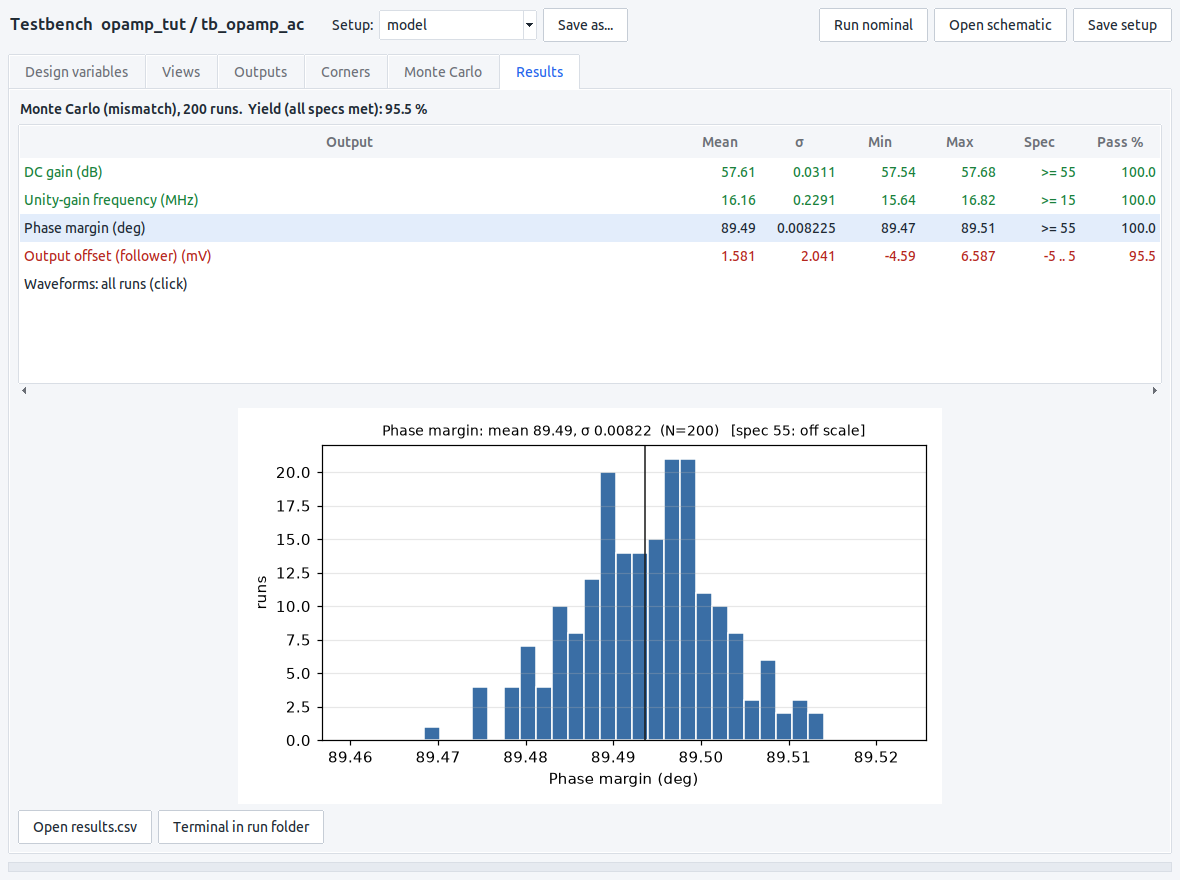 Testbench opamp_tut / tb_opamp_ac Setup: model Save as... Run nominal Open schematic Save setup
Design variables Views Outputs Corners Monte Carlo Results
Monte Carlo (mismatch), 200 runs. Yield (all specs met): 95.5 %
Output Mean σ Min Max Spec Pass %
DC gain (dB) 57.61 0.0311 57.54 57.68 >= 55 100.0
Unity-gain frequency (MHz) 16.16 0.2291 15.64 16.82 >= 15 100.0
Phase margin (deg) 89.49 0.008225 89.47 89.51 >= 55 100.0
Output offset (follower) (mV) 1.581 2.041 -4.59 6.587 -5 .. 5 95.5
Waveforms: all runs (click)
Phase margin: mean 89.49, σ 0.00822 (N=200) [spec 55: off scale]
20.0
17.5
15.0
12.5
10.0
7.5
5.0
2.5
0.0
runs
89.46 89.47 89.48 89.49 89.50 89.51 89.52
Phase margin (deg)
Open results.csv Terminal in run folder